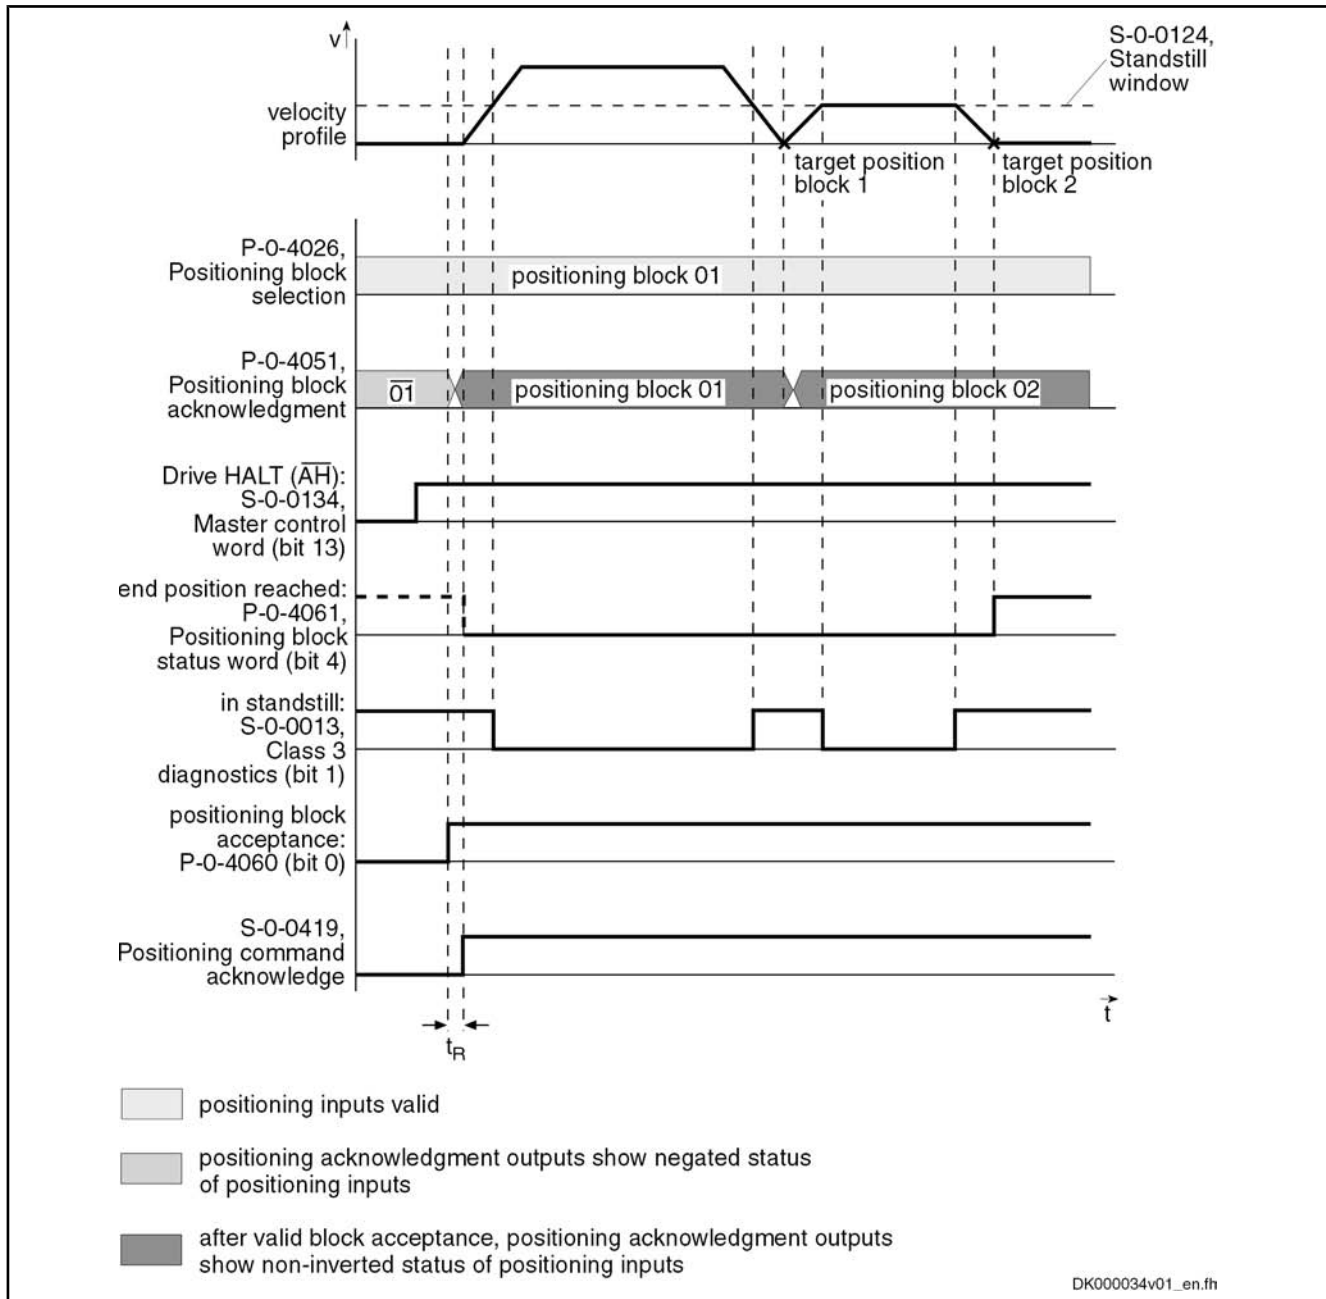 v
S-0-0124,
Standstill
window
velocity
profile
target position
block 1
target position
block 2
P-0-4026,
Positioning block
selection
positioning block 01
P-0-4051,
Positioning block
acknowledgment
0̅1̅
positioning block 01
positioning block 02
Drive HALT (A̅H̅):
S-0-0134,
Master control
word (bit 13)
end position reached:
P-0-4061,
Positioning block
status word (bit 4)
in standstill:
S-0-0013,
Class 3
diagnostics (bit 1)
positioning block
acceptance:
P-0-4060 (bit 0)
S-0-0419,
Positioning command
acknowledge
t
tR
positioning inputs valid
positioning acknowledgment outputs show negated status
of positioning inputs
after valid block acceptance, positioning acknowledgment outputs
show non-inverted status of positioning inputs
DK000034v01_en.fh